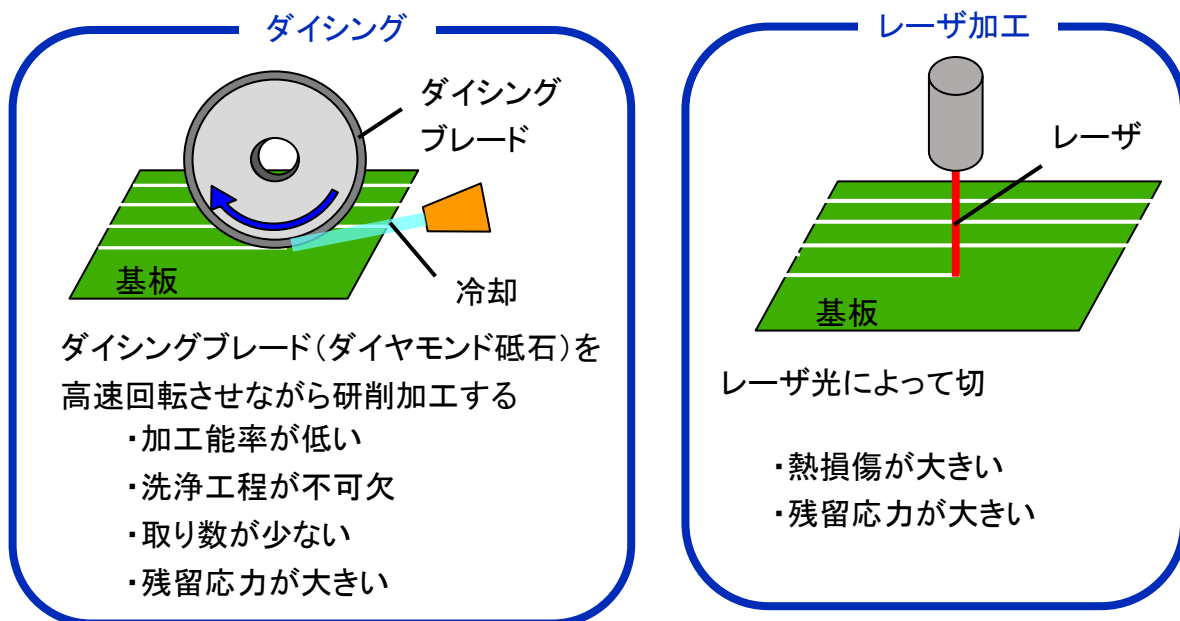 ダイシング
ダイシング
ブレード
冷却
基板
ダイシングブレード(ダイヤモンド砥石)を
高速回転させながら研削加工する
・加工能率が低い
・洗浄工程が不可欠
・取り数が少ない
・残留応力が大きい
レーザ加工
レーザ
基板
レーザ光によって切
・熱損傷が大きい
・残留応力が大きい